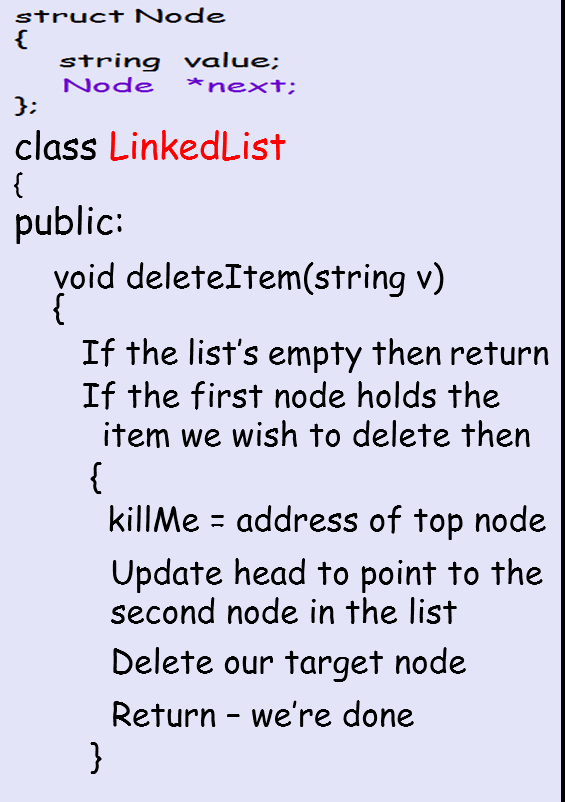 struct Node
{
string value;
Node *next;
};
class LinkedList
{
public:
void deleteItem(string v)
{
If the list’s empty then return
If the first node holds the
item we wish to delete then
{
killMe = address of top node
Update head to point to the
second node in the list
Delete our target node
Return – we’re done
}